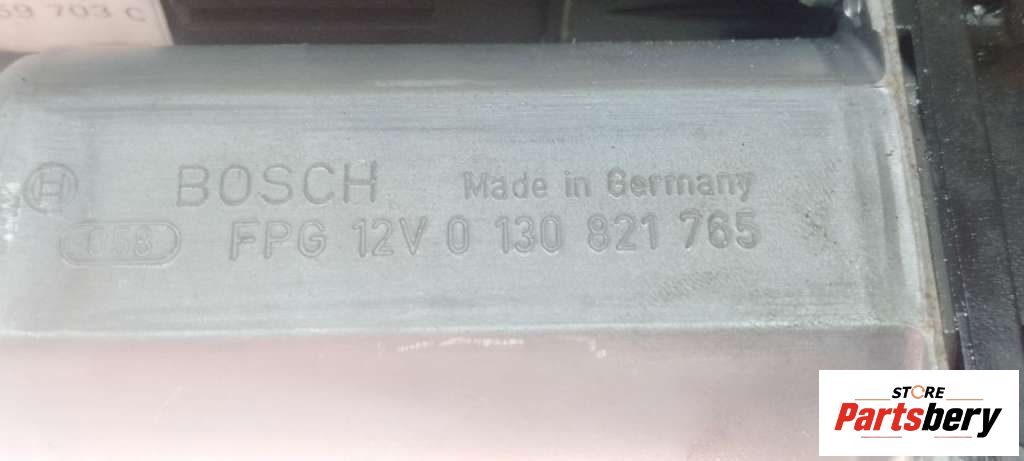 59 703 C
BOSCH Made in Germany
058 FPG 12V 0 130 821 765
STORE
Partsbery